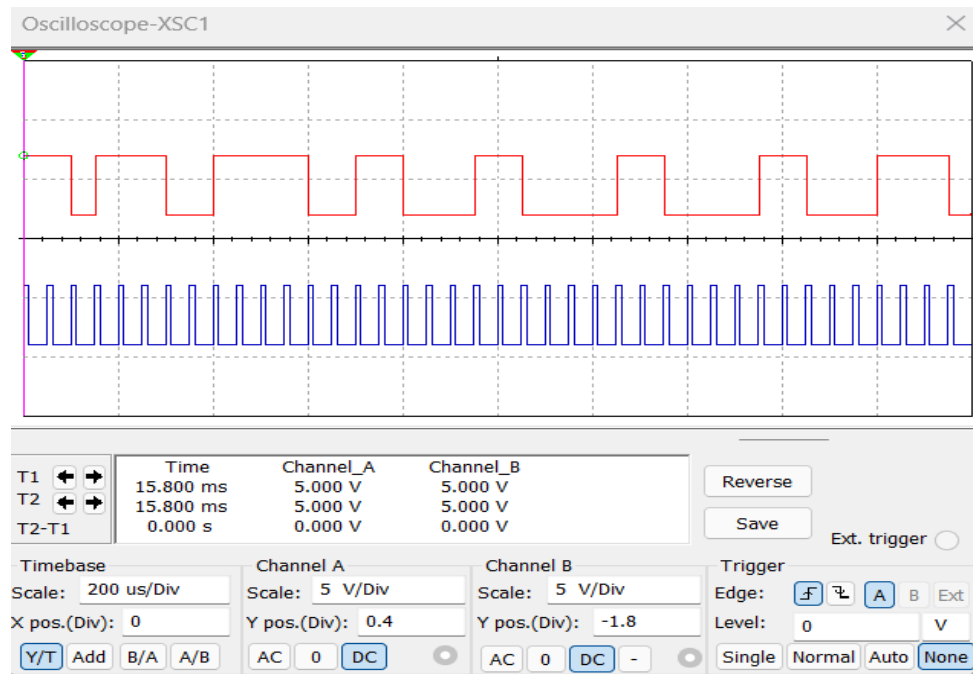 Oscilloscope-XSC1
Time Channel_A Channel_B
T1 15.800 ms 5.000 V 5.000 V
T2 15.800 ms 5.000 V 5.000 V
T2-T1 0.000 s 0.000 V 0.000 V
Reverse
Save
Ext. trigger
Timebase
Scale: 200 us/Div
X pos.(Div): 0
Y/T Add B/A A/B
Channel A
Scale: 5 V/Div
Y pos.(Div): 0.4
AC 0 DC
Channel B
Scale: 5 V/Div
Y pos.(Div): -1.8
AC 0 DC -
Trigger
Edge: A B Ext
Level: 0 V
Single Normal Auto None